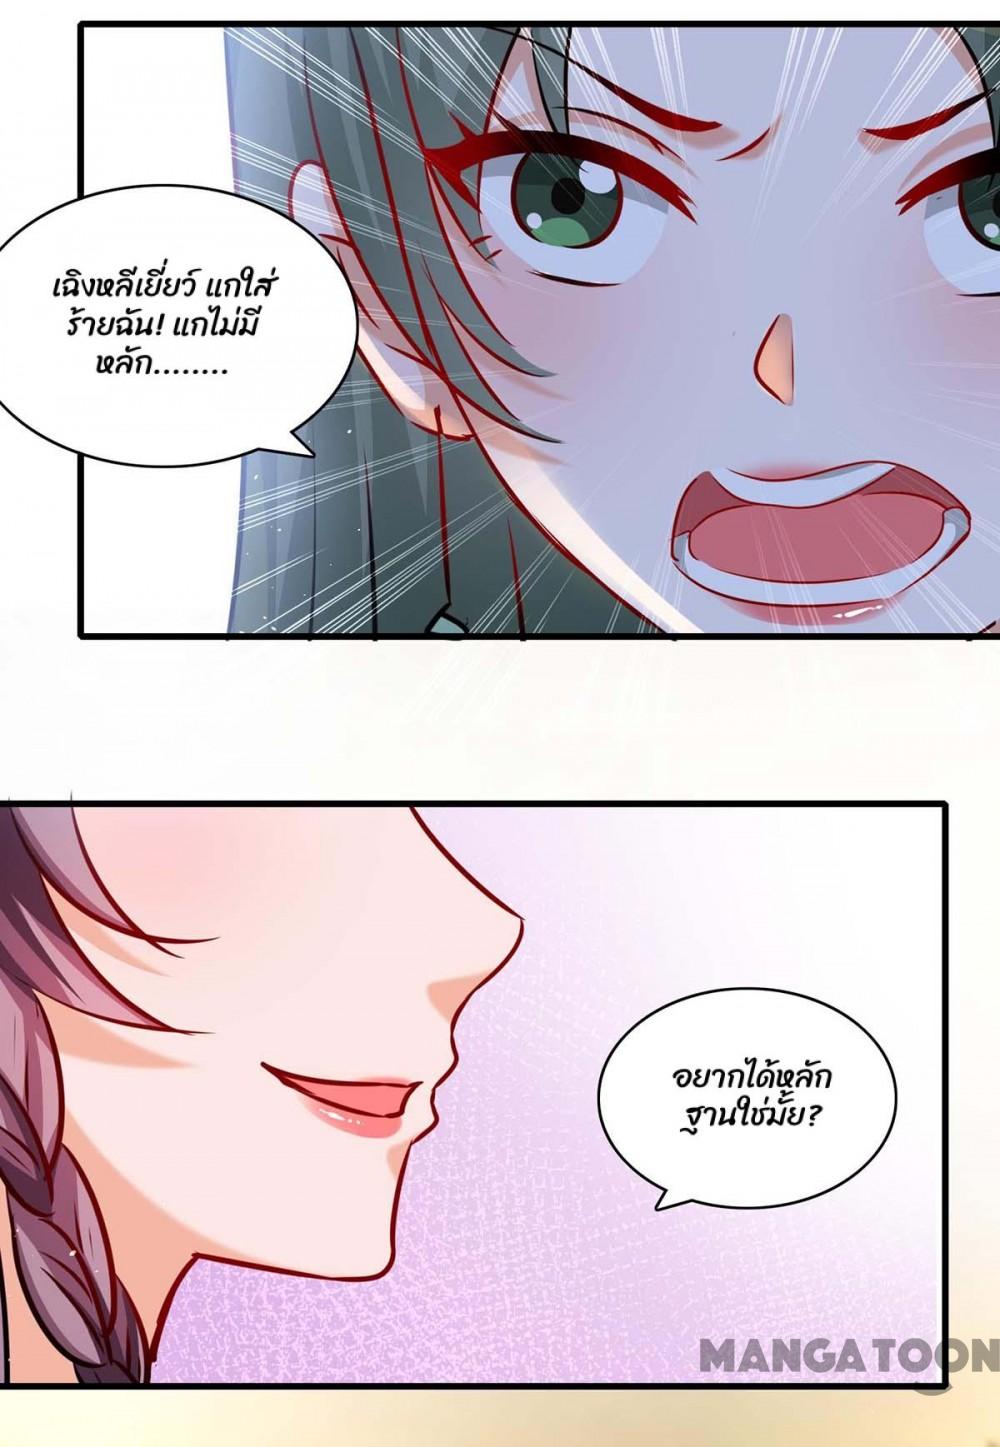 เฉิงหลีเยี่ยว์ แกใส่
ร้ายฉัน! แกไม่มี
หลัก........
อยากได้หลัก
ฐานใช่มั้ย?
MANGATOON